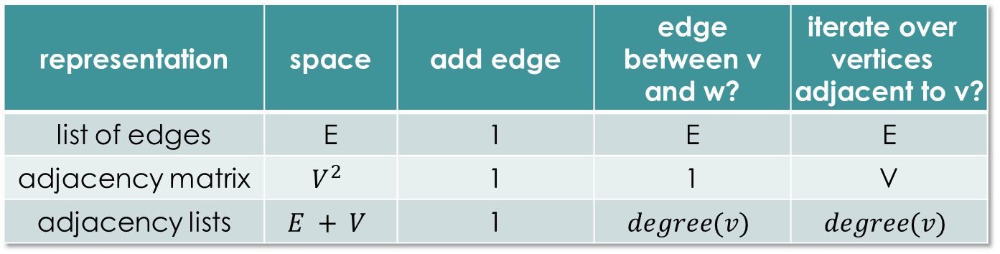 representation space add edge edge between v and w? iterate over vertices adjacent to v?
list of edges E 1 E E
adjacency matrix V² 1 1 V
adjacency lists E + V 1 degree(v) degree(v)